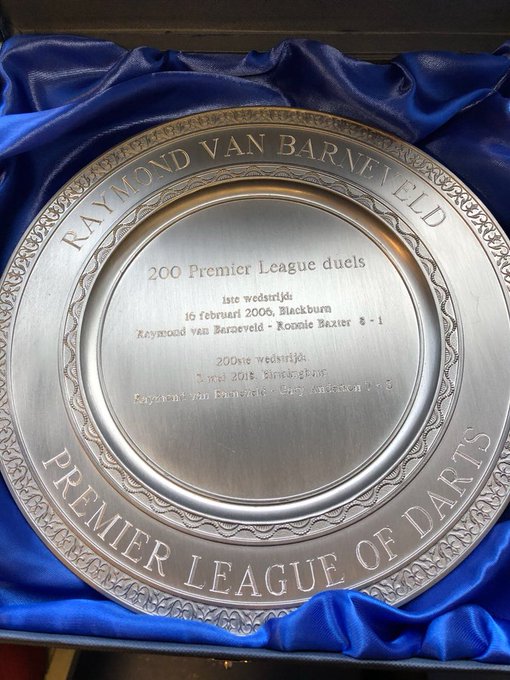 RAYMOND VAN BARNEVELD
200 Premier League duels
1ste wedstrijd:
16 februari 2006, Blackburn
Raymond van Barneveld - Ronnie Baxter 8 - 1
200ste wedstrijd:
mei 2018, Birmingham
Raymond van Barneveld - Gary Anderson
PREMIER LEAGUE OF DARTS